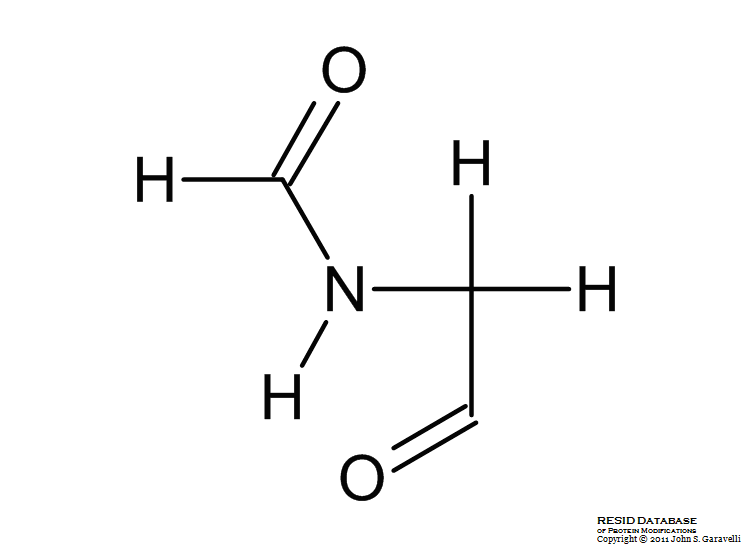 O
H
H
N
H
H
O
RESID DATABASE
OF PROTEIN MODIFICATIONS
Copyright © 2011 John S. Garavelli